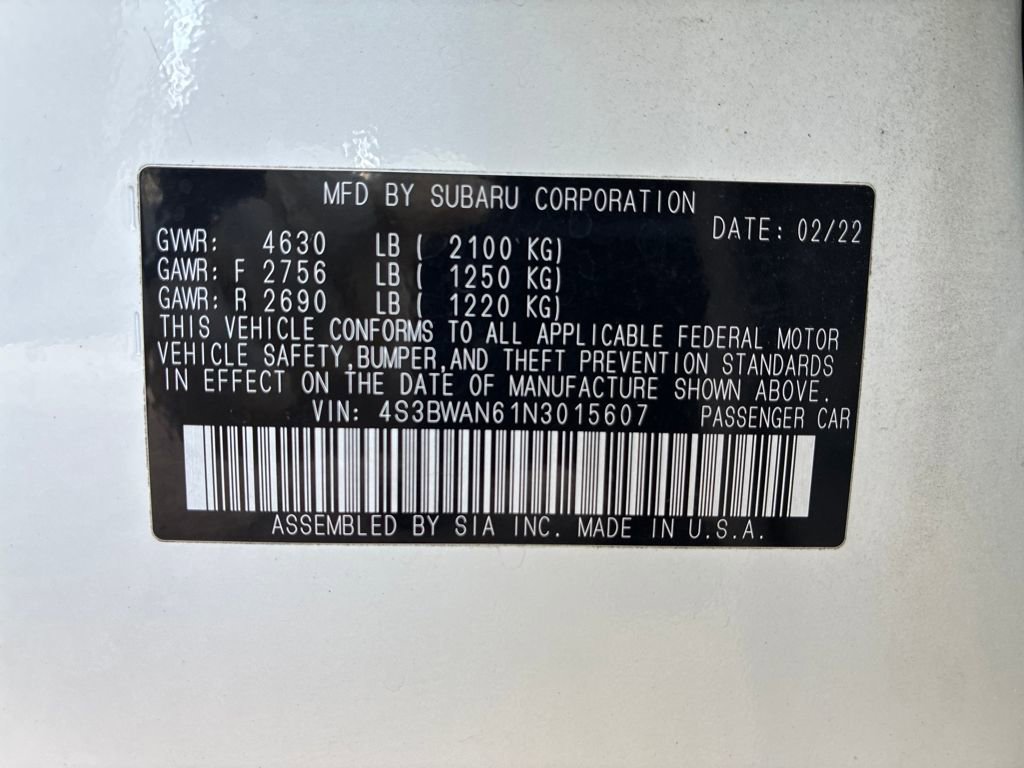 MFD BY SUBARU CORPORATION
DATE: 02/22
GVWR: 4630 LB ( 2100 KG)
GAWR: F 2756 LB ( 1250 KG)
GAWR: R 2690 LB ( 1220 KG)
THIS VEHICLE CONFORMS TO ALL APPLICABLE FEDERAL MOTOR
VEHICLE SAFETY,BUMPER,AND THEFT PREVENTION STANDARDS
IN EFFECT ON THE DATE OF MANUFACTURE SHOWN ABOVE.
VIN: 4S3BWAN61N3015607 PASSENGER CAR
ASSEMBLED BY SIA INC. MADE IN U.S.A.